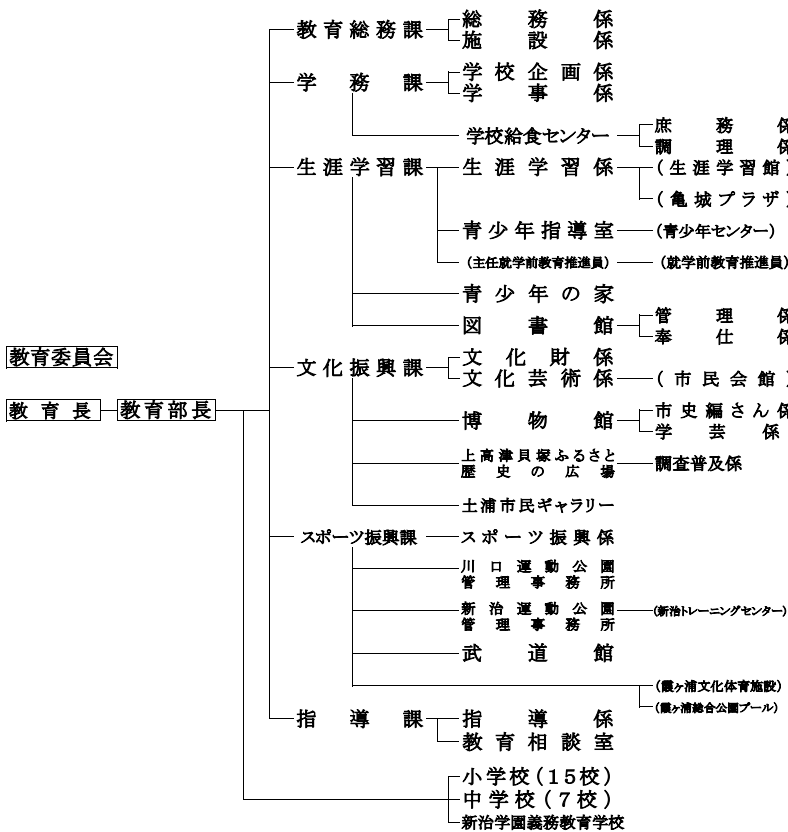 教育総務課 総務係
施設係
学務課 学校企画係
学事係
学校給食センター 庶務係
調理係
生涯学習課 生涯学習係 (生涯学習館)
(亀城プラザ)
青少年指導室 (青少年センター)
(主任就学前教育推進員) (就学前教育推進員)
青少年の家
図書館 管理係
奉仕係
教育委員会
文化振興課 文化財係
文化芸術係 (市民会館)
教育長 教育部長
博物館 市史編さん係
学芸係
上高津貝塚ふるさと
歴史の広場 調査普及係
土浦市民ギャラリー
スポーツ振興課 スポーツ振興係
川口運動公園
管理事務所
新治運動公園 (新治トレーニングセンター)
管理事務所
武道館
(霞ヶ浦文化体育施設)
(霞ヶ浦総合公園プール)
指導課 指導係
教育相談室
小学校(15校)
中学校(7校)
新治学園義務教育学校